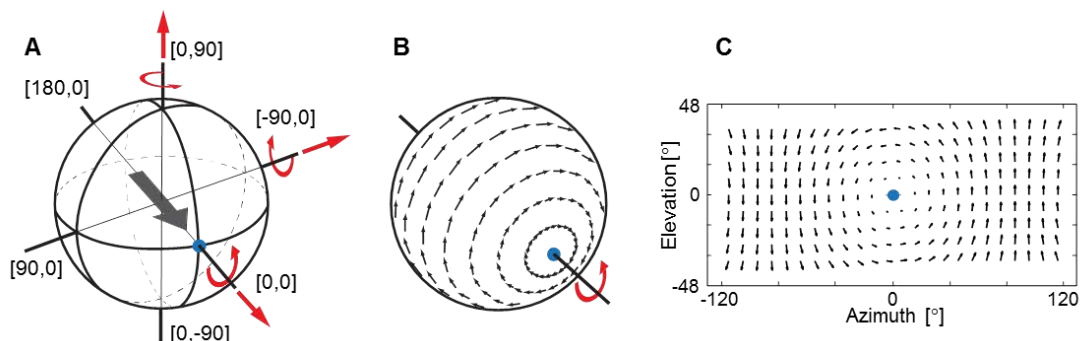 A
[0,90]
[180,0]
[-90,0]
[90,0]
[0,0]
[0,-90]
B
C
48
0
-48
Elevation [°]
-120
0
120
Azimuth [°]